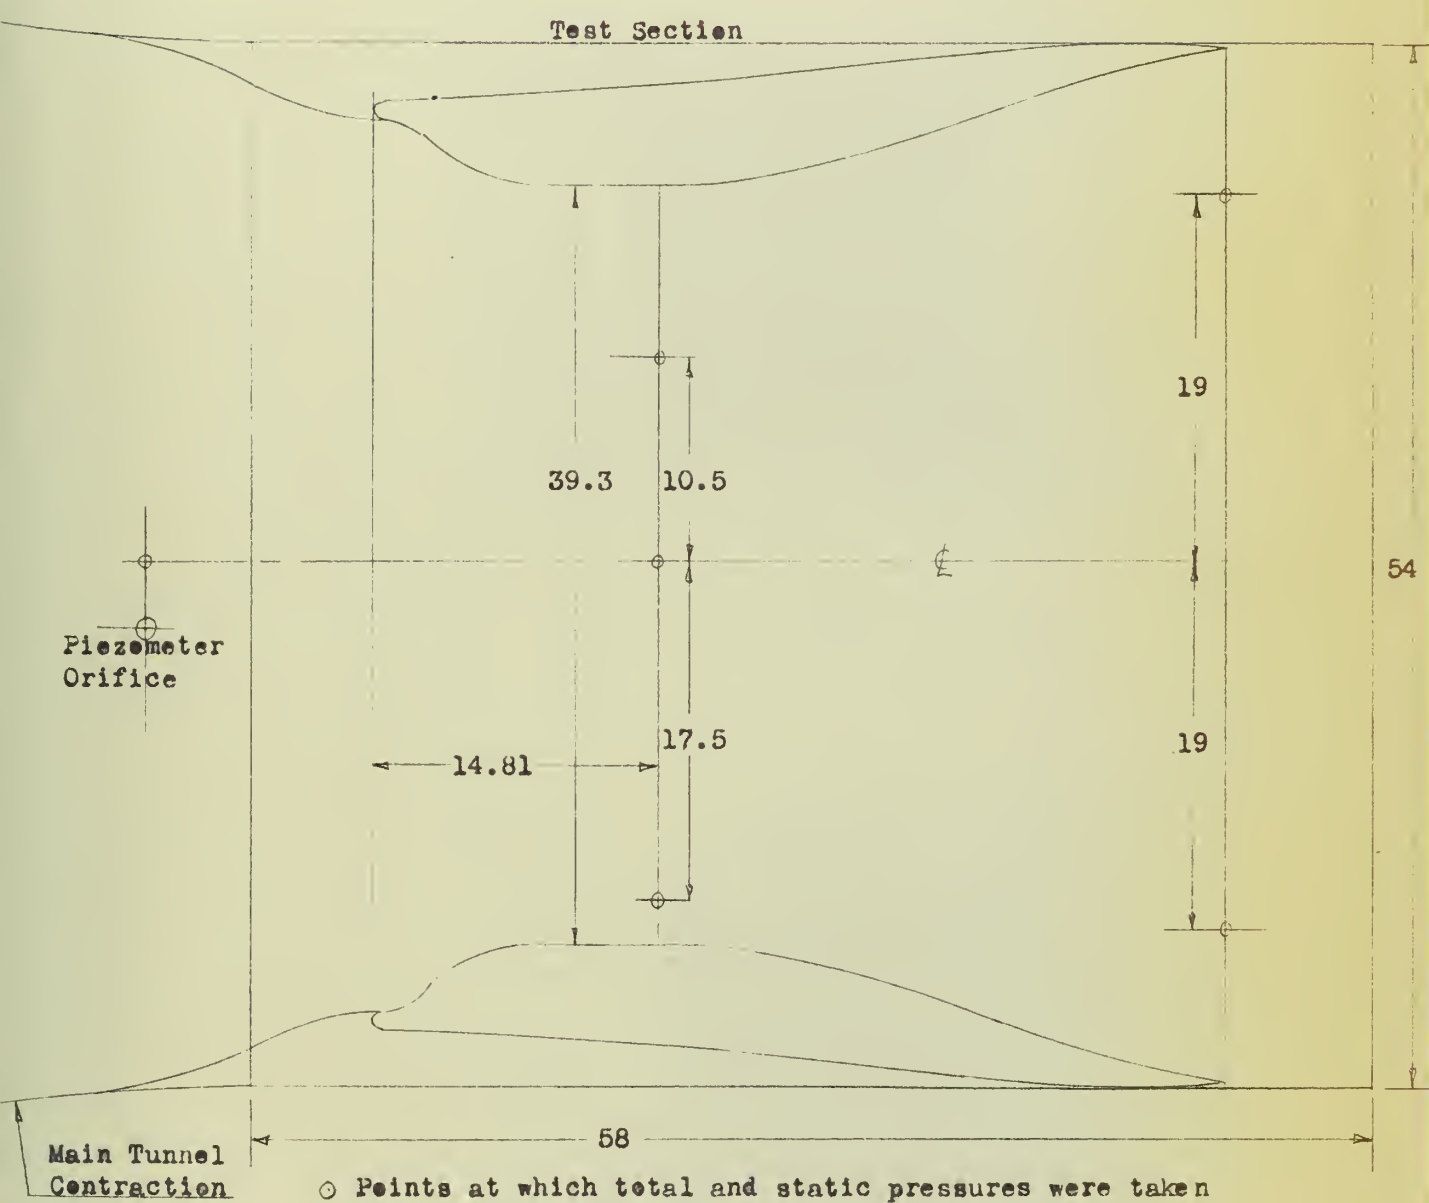 Test Section
19
39.3
10.5
℄
54
Piezometer
Orifice
17.5
19
14.81
58
Main Tunnel
Contraction
⊙ Points at which total and static pressures were taken